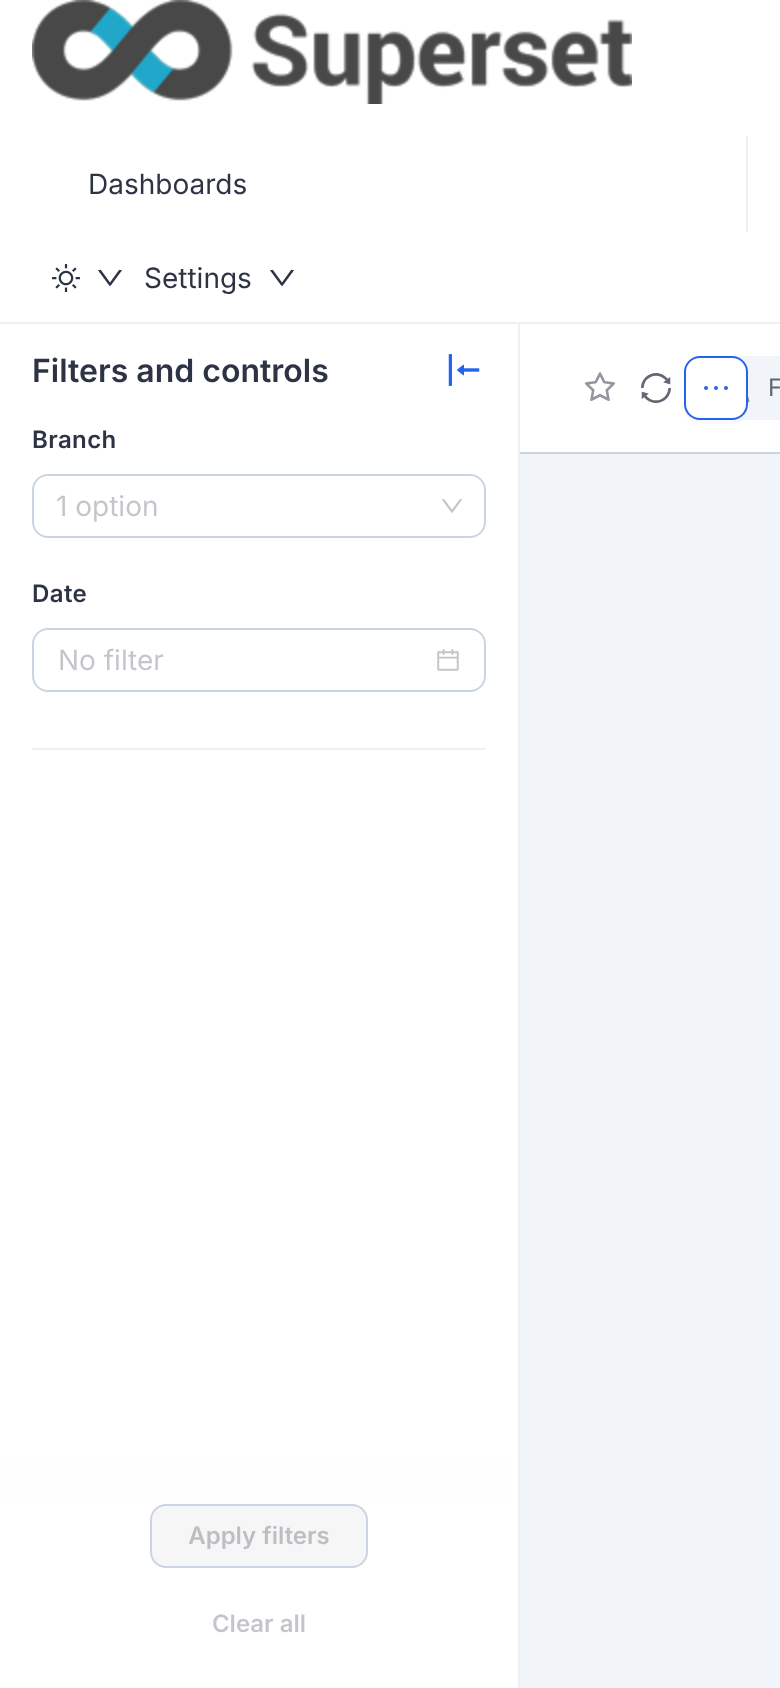 Superset
Dashboards
Settings
Filters and controls
Branch
1 option
Date
No filter
Apply filters
Clear all